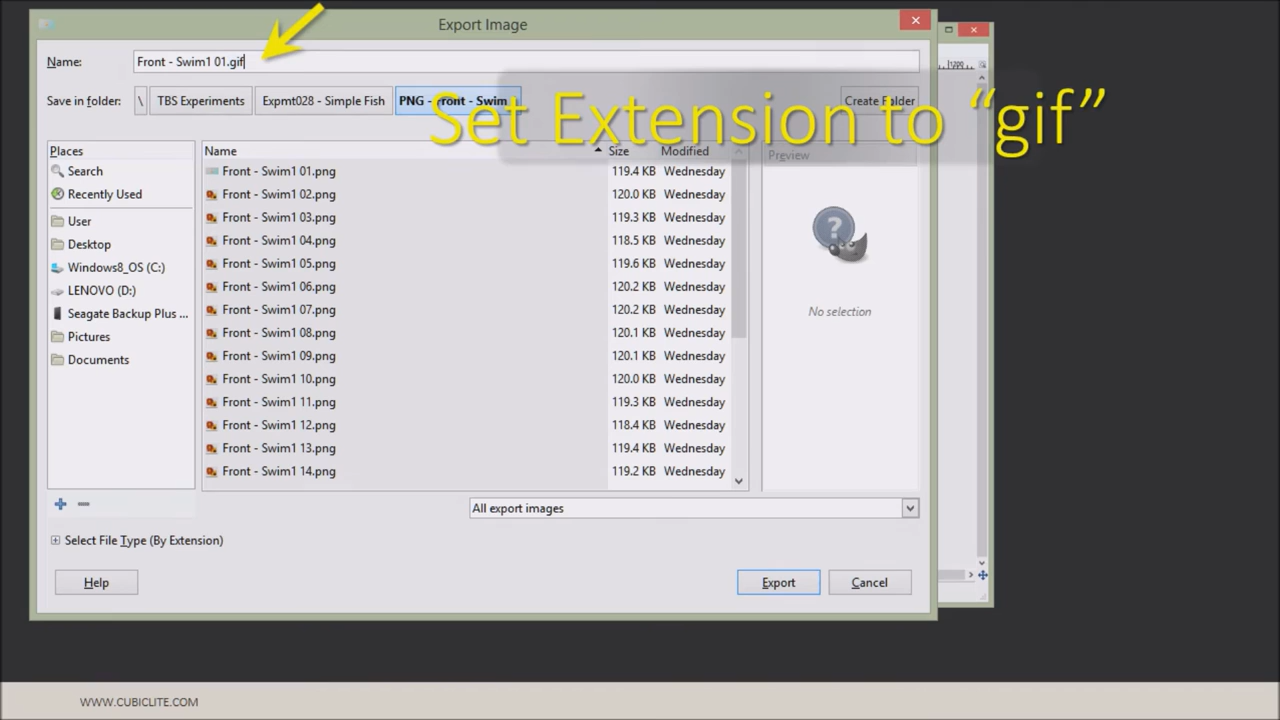 Export Image
Name: Front - Swim1 01.gif
Save in folder: \ TBS Experiments Expmt028 - Simple Fish PNG - Front - Swim Create Folder
Set Extension to “gif”
Places
Search
Recently Used
User
Desktop
Windows8_OS (C:)
LENOVO (D:)
Seagate Backup Plus ...
Pictures
Documents
Name Size Modified
Front - Swim1 01.png 119.4 KB Wednesday
Front - Swim1 02.png 120.0 KB Wednesday
Front - Swim1 03.png 119.3 KB Wednesday
Front - Swim1 04.png 118.5 KB Wednesday
Front - Swim1 05.png 119.6 KB Wednesday
Front - Swim1 06.png 120.2 KB Wednesday
Front - Swim1 07.png 120.2 KB Wednesday
Front - Swim1 08.png 120.1 KB Wednesday
Front - Swim1 09.png 120.1 KB Wednesday
Front - Swim1 10.png 120.0 KB Wednesday
Front - Swim1 11.png 119.3 KB Wednesday
Front - Swim1 12.png 118.4 KB Wednesday
Front - Swim1 13.png 119.4 KB Wednesday
Front - Swim1 14.png 119.2 KB Wednesday
Preview
No selection
All export images
Select File Type (By Extension)
Help Export Cancel
WWW.CUBICLITE.COM